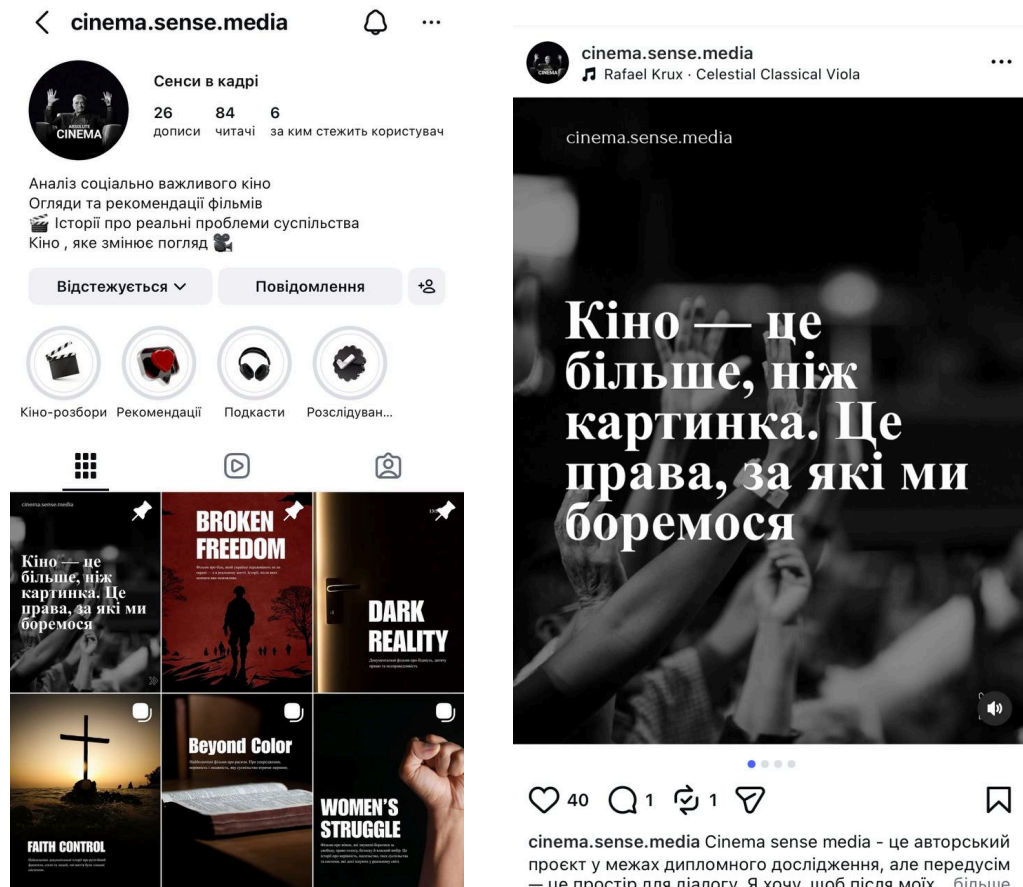 cinema.sense.media
ABSOLUTE
CINEMA
Сенси в кадрі
26 84 6
дописи читачі за ким стежить користувач
Аналіз соціально важливого кіно
Огляди та рекомендації фільмів
🎬 Історії про реальні проблеми суспільства
Кіно , яке змінює погляд 🎥
Відстежується
Повідомлення
Кіно-розбори Рекомендації Подкасти Розслідуван...
cinema.sense.media
Кіно — це
більше, ніж
картинка. Це
права, за які ми
боремося
BROKEN
FREEDOM
DARK
REALITY
FAITH CONTROL
Beyond Color
WOMEN'S
STRUGGLE
cinema.sense.media
Rafael Krux · Celestial Classical Viola
CINEMA
cinema.sense.media
Кіно — це
більше, ніж
картинка. Це
права, за які ми
боремося
40 1 1
cinema.sense.media Cinema sense media - це авторський
проєкт у межах дипломного дослідження, але передусім
— це простір для діалогу. Я хочу, щоб після моїх... більше